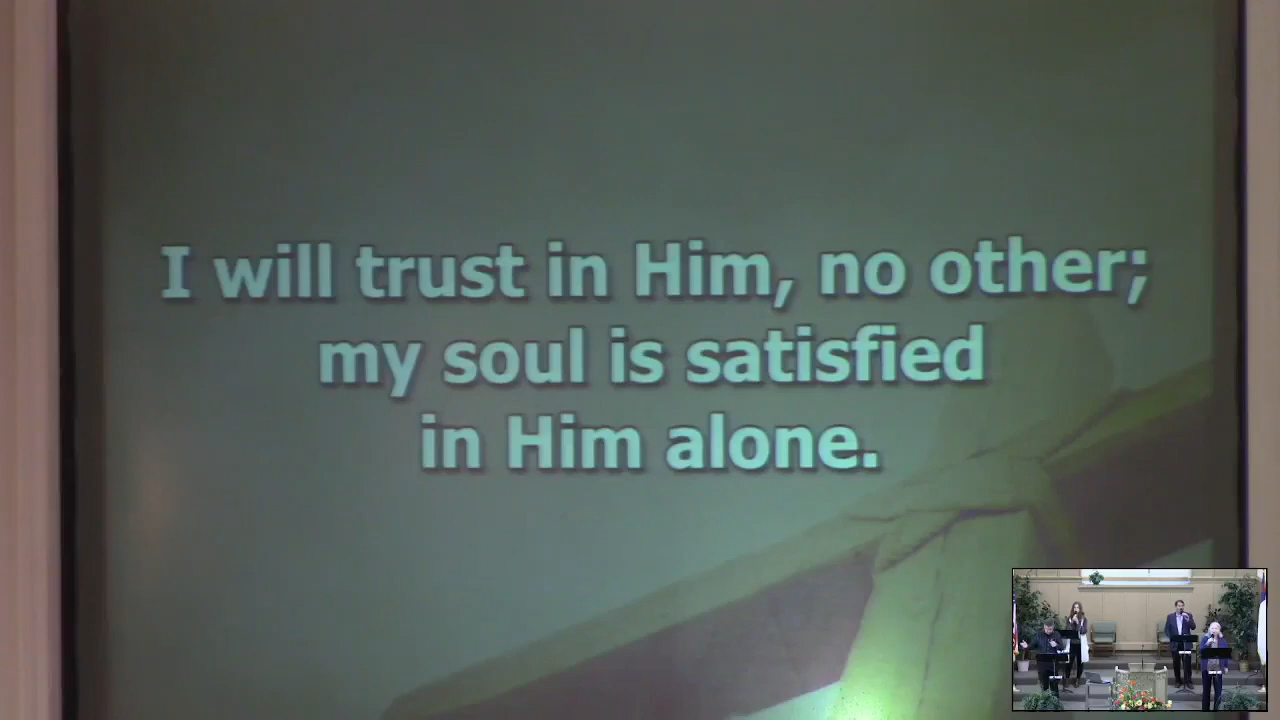 I will trust in Him, no other;
my soul is satisfied
in Him alone.